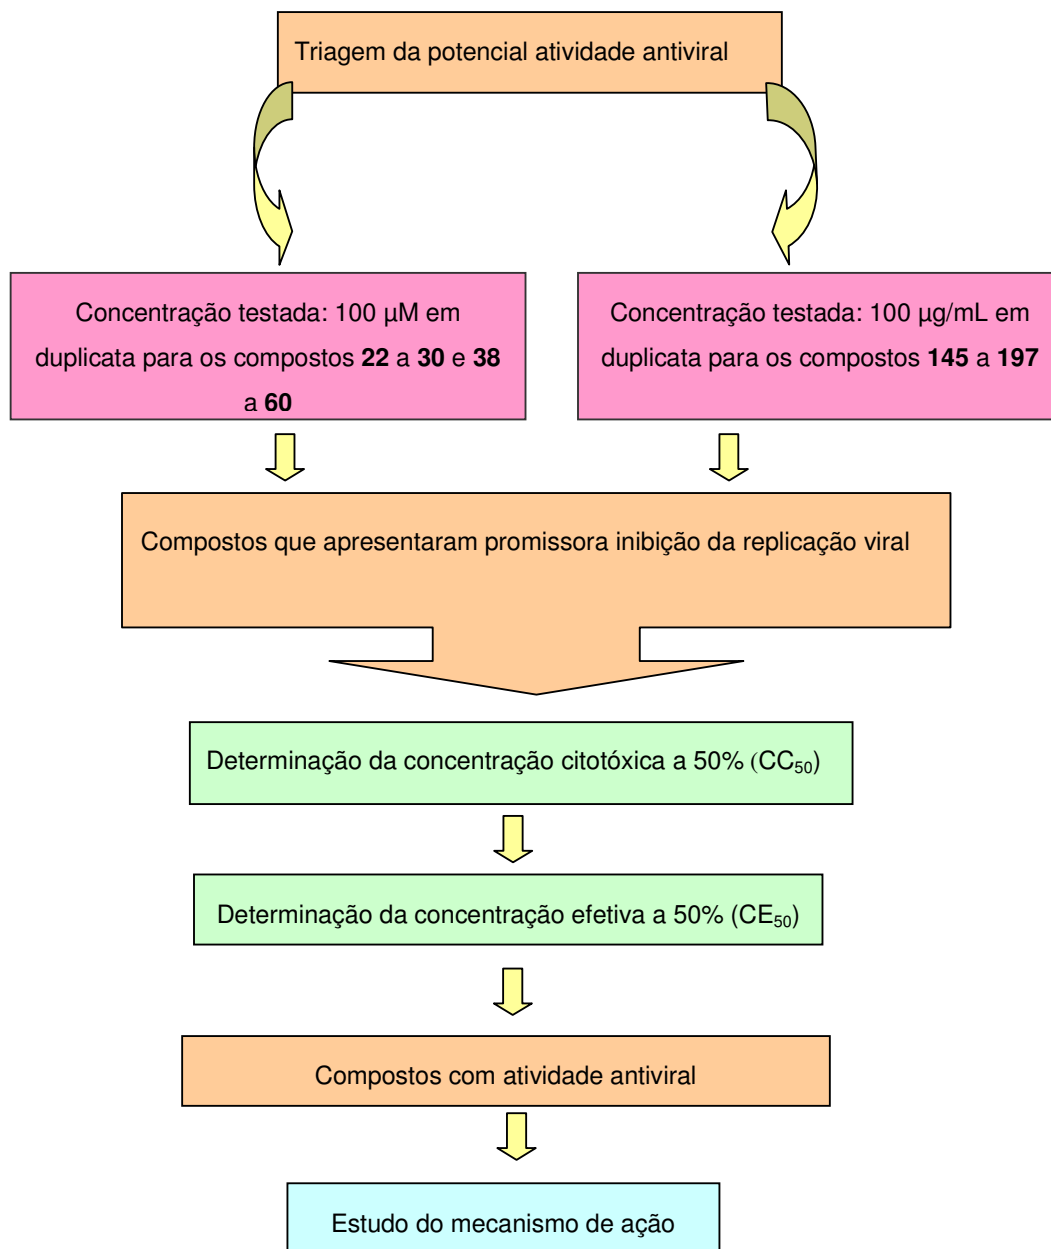 Triagem da potencial atividade antiviral
Concentração testada: 100 µM em
duplicata para os compostos 22 a 30 e 38
a 60
Concentração testada: 100 µg/mL em
duplicata para os compostos 145 a 197
Compostos que apresentaram promissora inibição da replicação viral
Determinação da concentração citotóxica a 50% (CC₅₀)
Determinação da concentração efetiva a 50% (CE₅₀)
Compostos com atividade antiviral
Estudo do mecanismo de ação